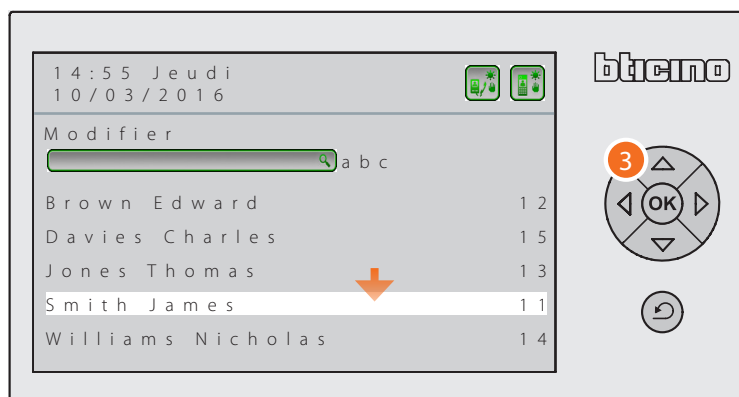 14:55 Jeudi
10/03/2016
bticino
Modifier
abc
3
OK
Brown Edward 12
Davies Charles 15
Jones Thomas 13
Smith James 11
Williams Nicholas 14